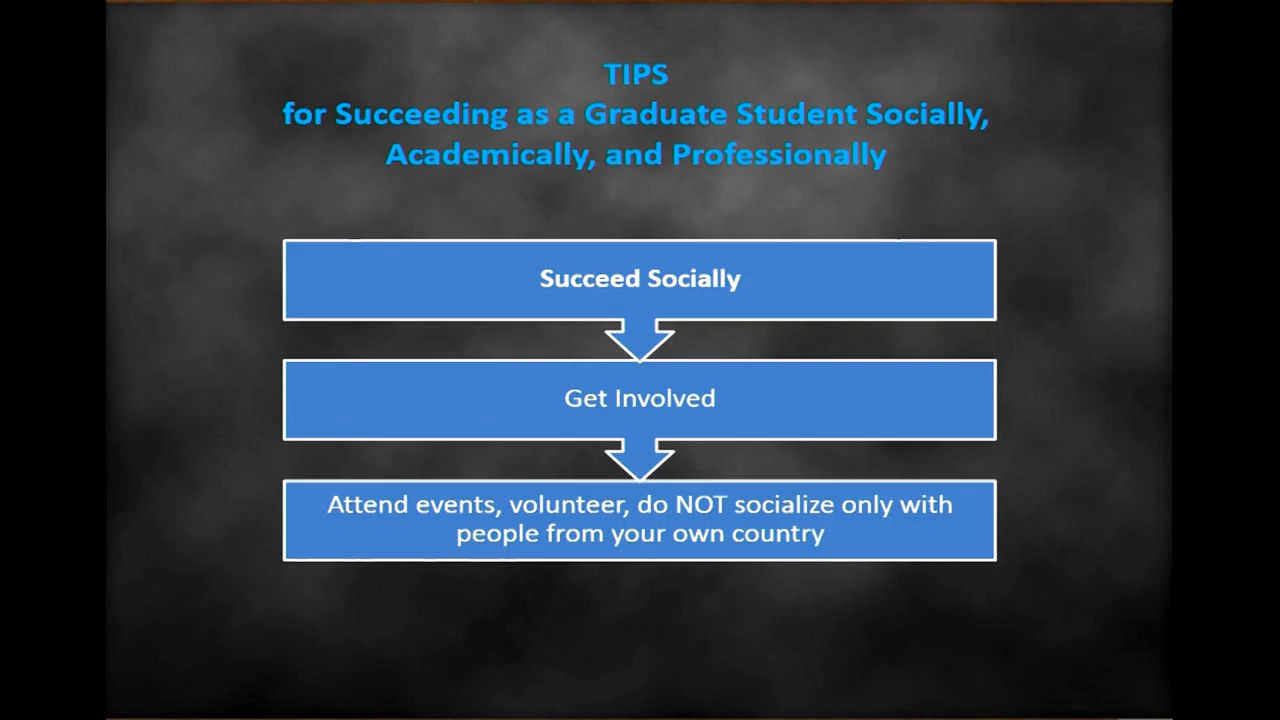 TIPS
for Succeeding as a Graduate Student Socially,
Academically, and Professionally
Succeed Socially
Get Involved
Attend events, volunteer, do NOT socialize only with
people from your own country